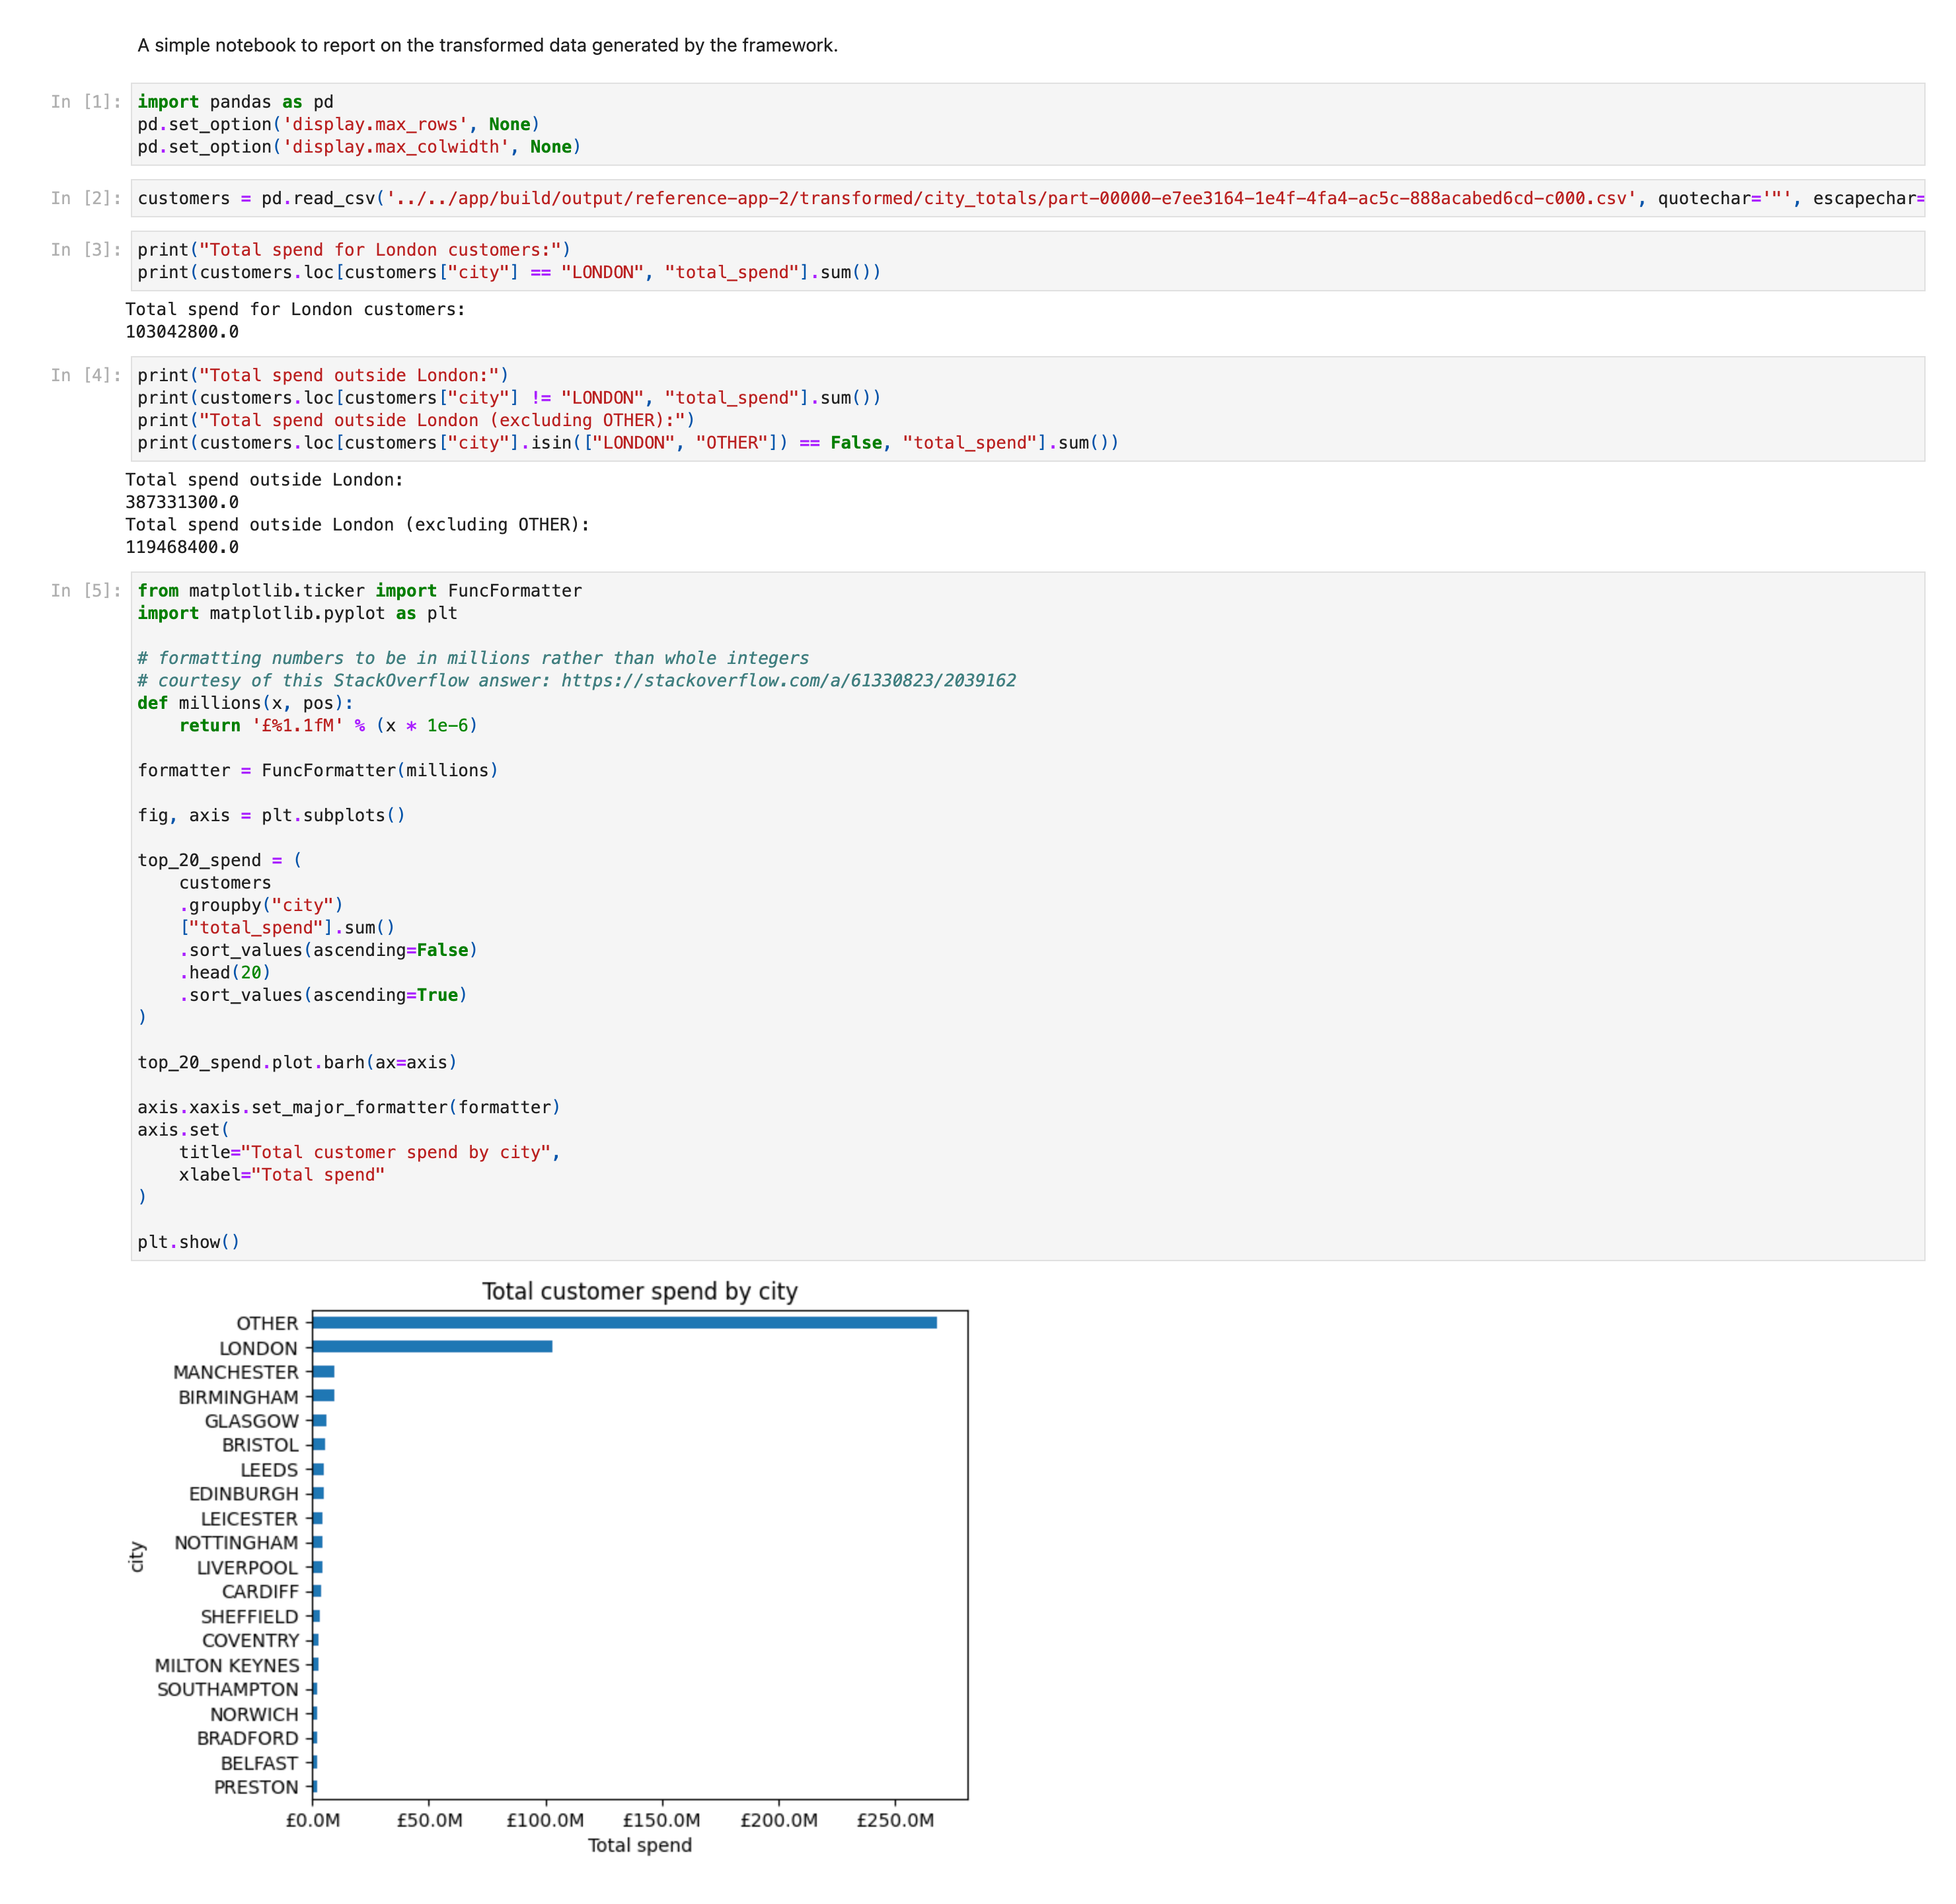 A simple notebook to report on the transformed data generated by the framework.
In [1]:
import pandas as pd
pd.set_option('display.max_rows', None)
pd.set_option('display.max_colwidth', None)
In [2]:
customers = pd.read_csv('../../app/build/output/reference-app-2/transformed/city_totals/part-00000-e7ee3164-1e4f-4fa4-ac5c-888acabed6cd-c000.csv', quotechar='"', escapechar=
In [3]:
print("Total spend for London customers:")
print(customers.loc[customers["city"] == "LONDON", "total_spend"].sum())
Total spend for London customers:
103042800.0
In [4]:
print("Total spend outside London:")
print(customers.loc[customers["city"] != "LONDON", "total_spend"].sum())
print("Total spend outside London (excluding OTHER):")
print(customers.loc[customers["city"].isin(["LONDON", "OTHER"]) == False, "total_spend"].sum())
Total spend outside London:
387331300.0
Total spend outside London (excluding OTHER):
119468400.0
In [5]:
from matplotlib.ticker import FuncFormatter
import matplotlib.pyplot as plt

# formatting numbers to be in millions rather than whole integers
# courtesy of this StackOverflow answer: https://stackoverflow.com/a/61330823/2039162
def millions(x, pos):
    return '£%1.1fM' % (x * 1e-6)

formatter = FuncFormatter(millions)

fig, axis = plt.subplots()

top_20_spend = (
    customers
    .groupby("city")
    ["total_spend"].sum()
    .sort_values(ascending=False)
    .head(20)
    .sort_values(ascending=True)
)

top_20_spend.plot.barh(ax=axis)

axis.xaxis.set_major_formatter(formatter)
axis.set(
    title="Total customer spend by city",
    xlabel="Total spend"
)

plt.show()
Total customer spend by city
OTHER
LONDON
MANCHESTER
BIRMINGHAM
GLASGOW
BRISTOL
LEEDS
EDINBURGH
LEICESTER
NOTTINGHAM
LIVERPOOL
CARDIFF
SHEFFIELD
COVENTRY
MILTON KEYNES
SOUTHAMPTON
NORWICH
BRADFORD
BELFAST
PRESTON
city
£0.0M £50.0M £100.0M £150.0M £200.0M £250.0M
Total spend